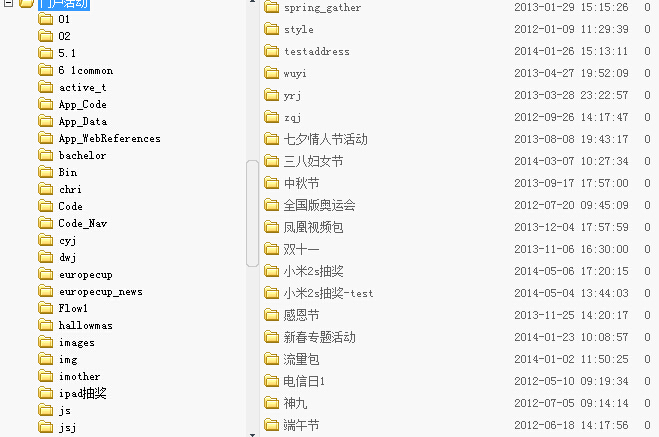 门户活动
01
02
5.1
6 1common
active_t
App_Code
App_Data
App_WebReferences
bachelor
Bin
chri
Code
Code_Nav
cyj
dwj
europecup
europecup_news
Flow1
hallowmas
images
img
imother
ipad抽奖
js
jsj
spring_gather 2013-01-29 15:15:26 0
style 2012-01-09 11:29:39 0
testaddress 2014-01-26 15:13:11 0
wuyi 2013-04-27 19:52:09 0
yrj 2013-03-28 23:22:57 0
zqj 2012-09-26 14:17:47 0
七夕情人节活动 2013-08-08 19:43:17 0
三八妇女节 2014-03-07 10:27:34 0
中秋节 2013-09-17 17:57:00 0
全国版奥运会 2012-07-20 09:45:09 0
凤凰视频包 2013-12-04 17:57:59 0
双十一 2013-11-06 16:30:00 0
小米2s抽奖 2014-05-06 17:20:15 0
小米2s抽奖-test 2014-05-04 13:44:03 0
感恩节 2013-11-25 14:20:17 0
新春专题活动 2014-01-23 10:08:57 0
流量包 2014-01-02 11:50:25 0
电信日1 2012-05-10 09:19:34 0
神九 2012-07-05 09:14:14 0
端午节 2012-06-18 14:17:56 0